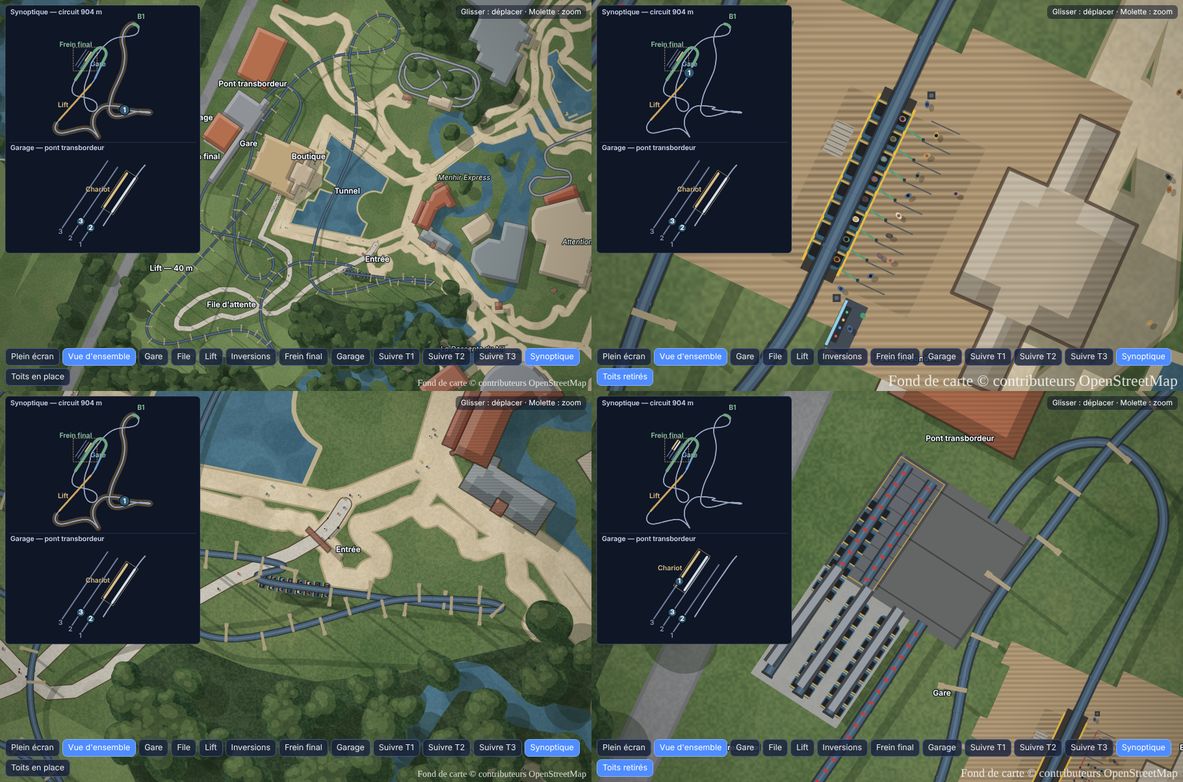 Synoptique — circuit 904 m
B1
Frein final
Gare
Lift
1
Garage — pont transbordeur
Chariot
3
2
3
2
1
Glisser : déplacer · Molette : zoom
Pont transbordeur
age
Gare
final
Boutique
Tunnel
Menhir Express
Attention
Entrée
Lift — 40 m
File d'attente
Plein écran
Vue d'ensemble
Gare
File
Lift
Inversions
Frein final
Garage
Suivre T1
Suivre T2
Suivre T3
Synoptique
Toits en place
Fond de carte © contributeurs OpenStreetMap
Synoptique — circuit 904 m
B1
Frein final
Gare
1
Lift
Garage — pont transbordeur
Chariot
3
2
3
2
1
Glisser : déplacer · Molette : zoom
Plein écran
Vue d'ensemble
Gare
File
Lift
Inversions
Frein final
Garage
Suivre T1
Suivre T2
Suivre T3
Synoptique
Toits retirés
Fond de carte © contributeurs OpenStreetMap
Synoptique — circuit 904 m
B1
Frein final
Gare
Lift
1
Garage — pont transbordeur
Chariot
3
2
3
2
1
Glisser : déplacer · Molette : zoom
Entrée
Plein écran
Vue d'ensemble
Gare
File
Lift
Inversions
Frein final
Garage
Suivre T1
Suivre T2
Suivre T3
Synoptique
Toits en place
Fond de carte © contributeurs OpenStreetMap
Synoptique — circuit 904 m
B1
Frein final
Gare
Lift
Garage — pont transbordeur
Chariot
1
3
2
3
2
1
Glisser : déplacer · Molette : zoom
Pont transbordeur
Gare
Plein écran
Vue d'ensemble
Gare
File
Lift
Inversions
Frein final
Garage
Suivre T1
Suivre T2
Suivre T3
Synoptique
Toits retirés
Fond de carte © contributeurs OpenStreetMap